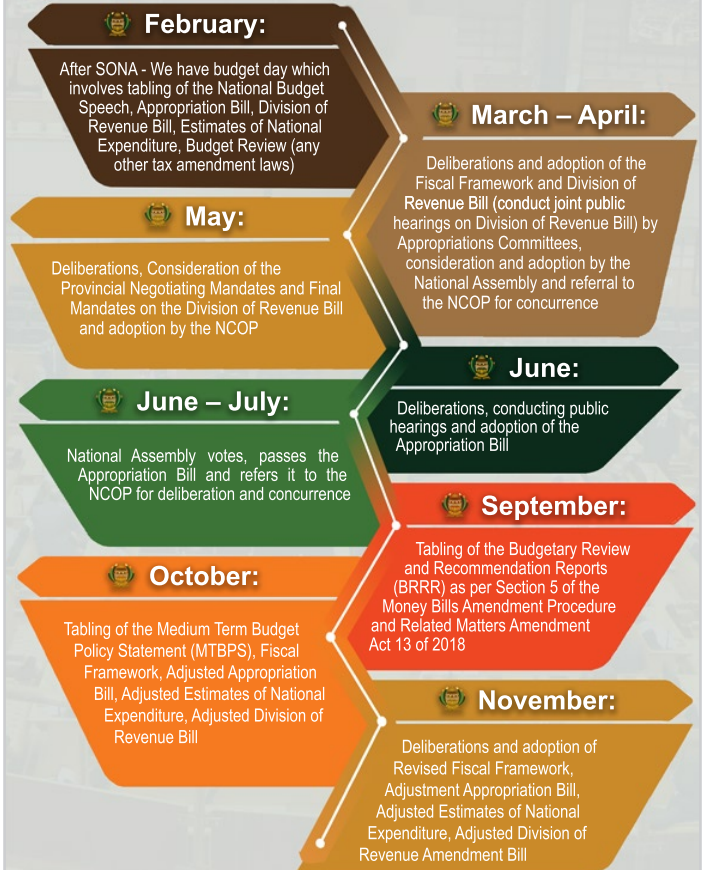 February:
After SONA - We have budget day which
involves tabling of the National Budget
Speech, Appropriation Bill, Division of
Revenue Bill, Estimates of National
Expenditure, Budget Review (any
other tax amendment laws)
March – April:
Deliberations and adoption of the
Fiscal Framework and Division of
Revenue Bill (conduct joint public
hearings on Division of Revenue Bill) by
Appropriations Committees,
consideration and adoption by the
National Assembly and referral to
the NCOP for concurrence
May:
Deliberations, Consideration of the
Provincial Negotiating Mandates and Final
Mandates on the Division of Revenue Bill
and adoption by the NCOP
June:
Deliberations, conducting public
hearings and adoption of the
Appropriation Bill
June – July:
National Assembly votes, passes the
Appropriation Bill and refers it to the
NCOP for deliberation and concurrence
September:
Tabling of the Budgetary Review
and Recommendation Reports
(BRRR) as per Section 5 of the
Money Bills Amendment Procedure
and Related Matters Amendment
Act 13 of 2018
October:
Tabling of the Medium Term Budget
Policy Statement (MTBPS), Fiscal
Framework, Adjusted Appropriation
Bill, Adjusted Estimates of National
Expenditure, Adjusted Division of
Revenue Bill
November:
Deliberations and adoption of
Revised Fiscal Framework,
Adjustment Appropriation Bill,
Adjusted Estimates of National
Expenditure, Adjusted Division of
Revenue Amendment Bill